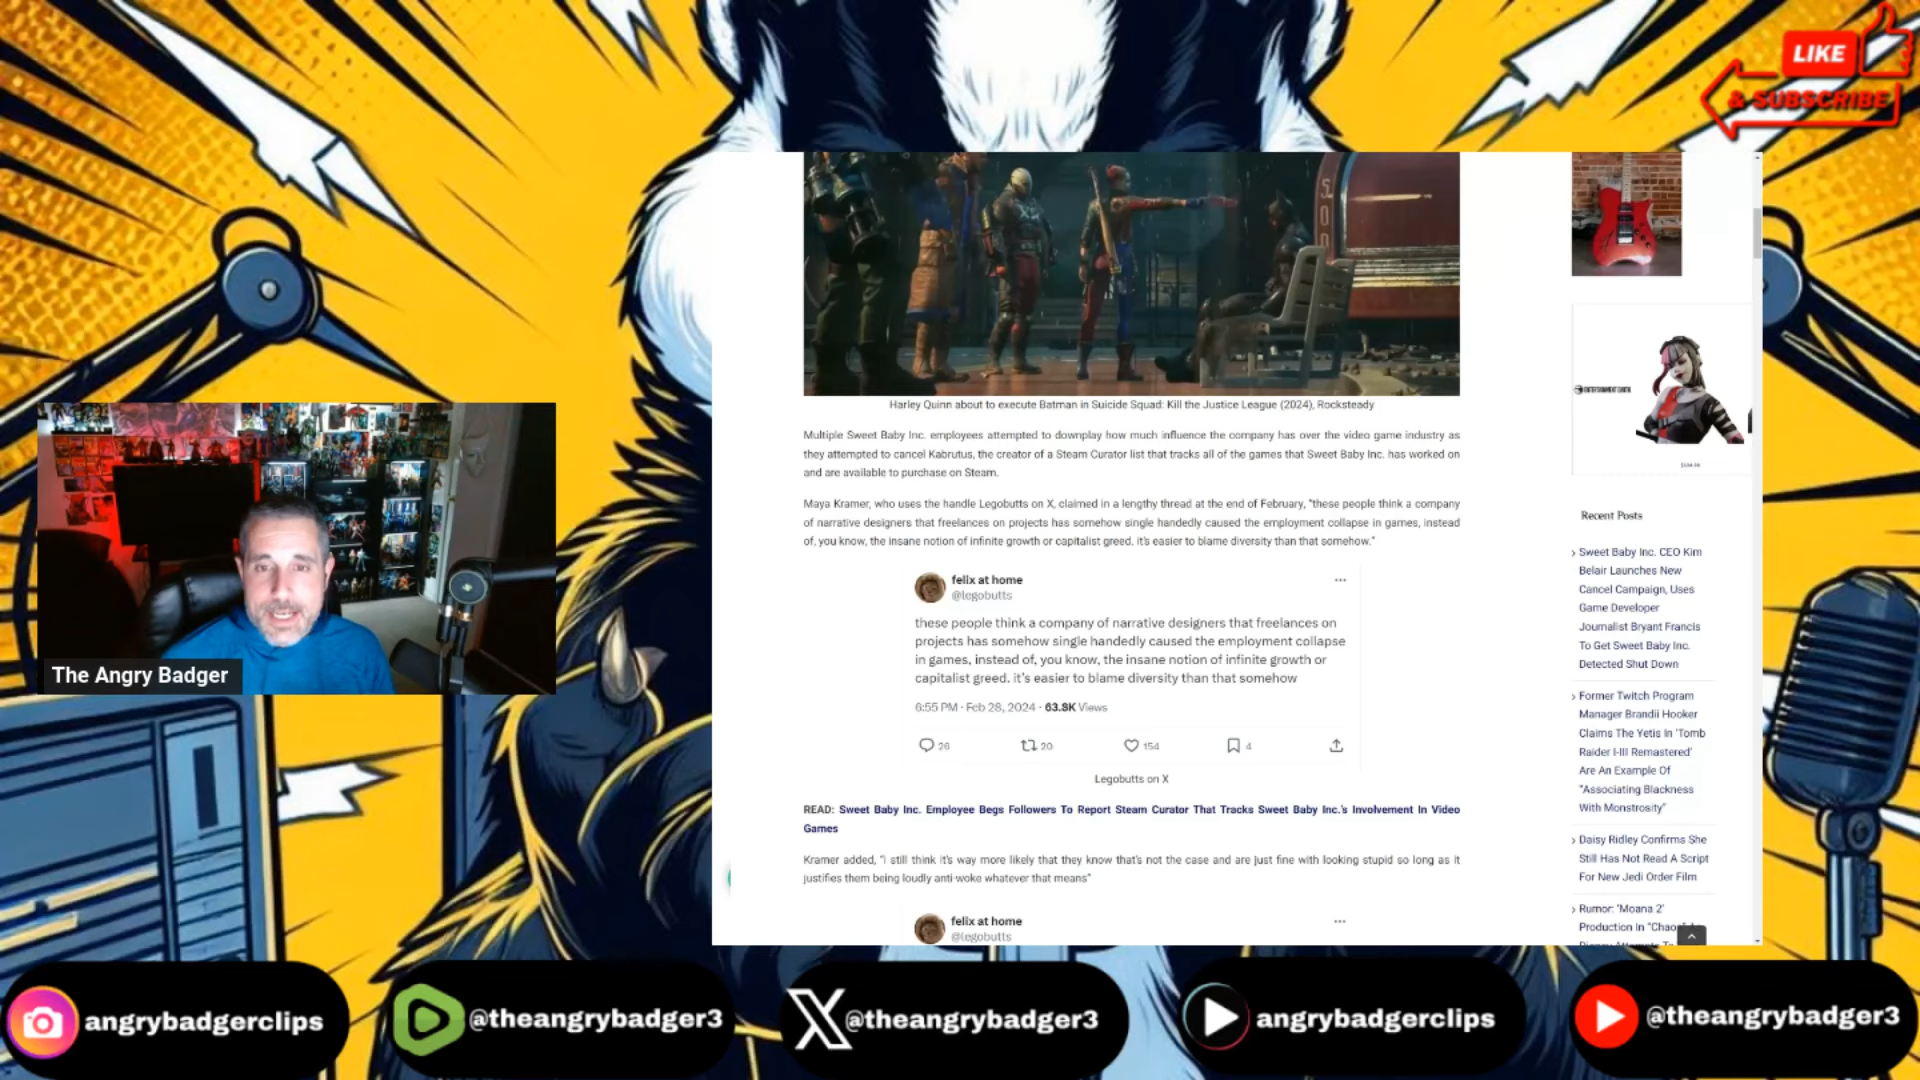 LIKE
& SUBSCRIBE
Harley Quinn about to execute Batman in Suicide Squad: Kill the Justice League (2024), Rocksteady
Multiple Sweet Baby Inc. employees attempted to downplay how much influence the company has over the video game industry as
they attempted to cancel Kabrutus, the creator of a Steam Curator list that tracks all of the games that Sweet Baby Inc. has worked on
and are available to purchase on Steam.
Maya Kramer, who uses the handle Legobutts on X, claimed in a lengthy thread at the end of February, "these people think a company
of narrative designers that freelances on projects has somehow single handedly caused the employment collapse in games, instead
of, you know, the insane notion of infinite growth or capitalist greed. it's easier to blame diversity than that somehow."
felix at home
@legobutts
these people think a company of narrative designers that freelances on
projects has somehow single handedly caused the employment collapse
in games, instead of, you know, the insane notion of infinite growth or
capitalist greed. it's easier to blame diversity than that somehow
6:55 PM · Feb 28, 2024 · 63.8K Views
26 20 154 4
Legobutts on X
READ: Sweet Baby Inc. Employee Begs Followers To Report Steam Curator That Tracks Sweet Baby Inc.'s Involvement In Video
Games
Kramer added, "i still think it's way more likely that they know that's not the case and are just fine with looking stupid so long as it
justifies them being loudly anti-woke whatever that means"
felix at home
@legobutts
ENTERTAINMENT EARTH
Recent Posts
Sweet Baby Inc. CEO Kim
Belair Launches New
Cancel Campaign, Uses
Game Developer
Journalist Bryant Francis
To Get Sweet Baby Inc.
Detected Shut Down
Former Twitch Program
Manager Brandii Hooker
Claims The Yetis In 'Tomb
Raider I-III Remastered'
Are An Example Of
"Associating Blackness
With Monstrosity"
Daisy Ridley Confirms She
Still Has Not Read A Script
For New Jedi Order Film
Rumor: 'Moana 2'
Production In "Chaos"
The Angry Badger
angrybadgerclips
@theangrybadger3
@theangrybadger3
angrybadgerclips
@theangrybadger3